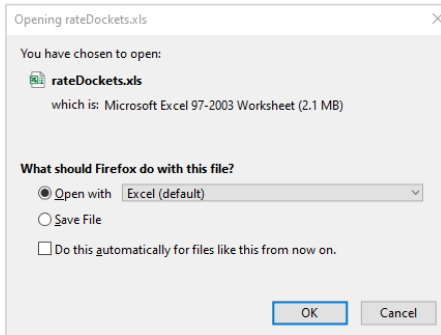 Opening rateDockets.xls
You have chosen to open:
rateDockets.xls
which is: Microsoft Excel 97-2003 Worksheet (2.1 MB)
What should Firefox do with this file?
Open with Excel (default)
Save File
Do this automatically for files like this from now on.
OK Cancel